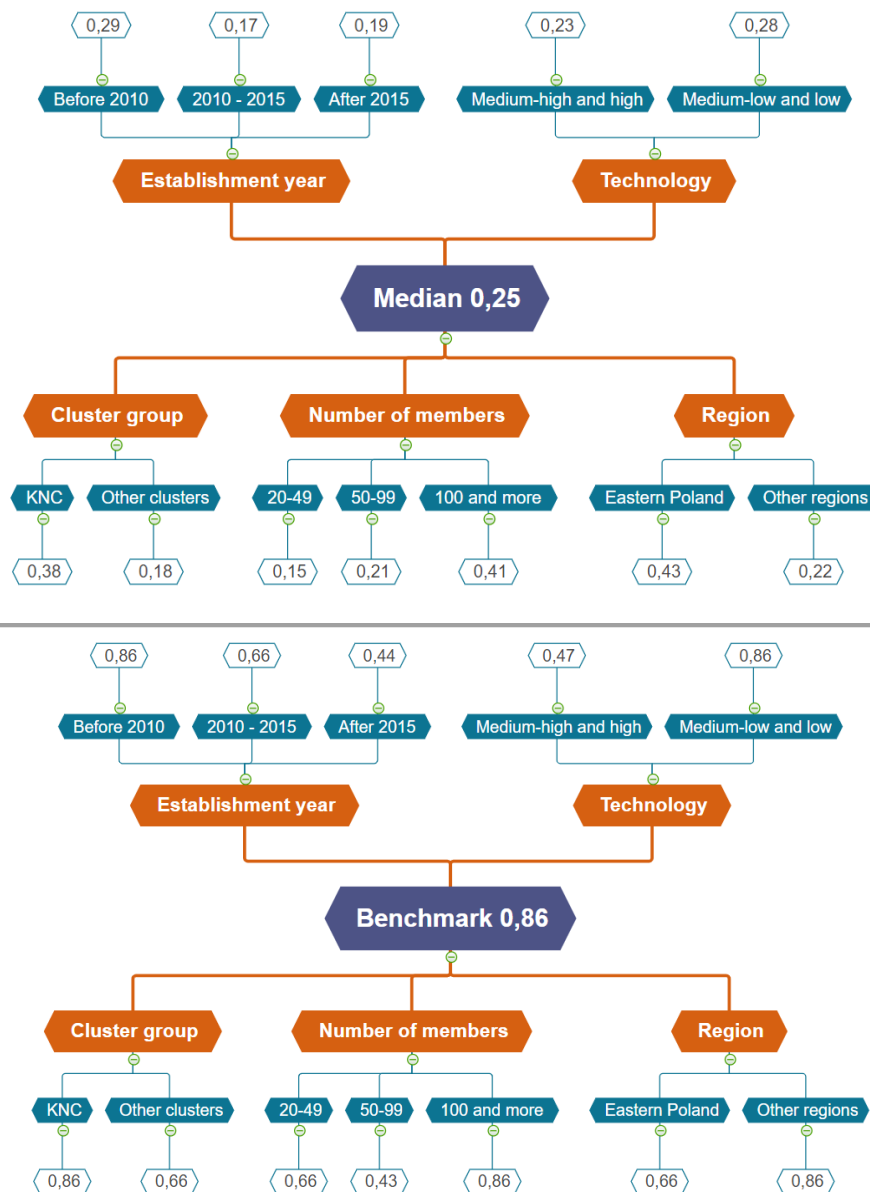 0,29 0,17 0,19 0,23 0,28
Before 2010 2010 - 2015 After 2015 Medium-high and high Medium-low and low
Establishment year Technology
Median 0,25
Cluster group Number of members Region
KNC Other clusters 20-49 50-99 100 and more Eastern Poland Other regions
0,38 0,18 0,15 0,21 0,41 0,43 0,22
0,86 0,66 0,44 0,47 0,86
Before 2010 2010 - 2015 After 2015 Medium-high and high Medium-low and low
Establishment year Technology
Benchmark 0,86
Cluster group Number of members Region
KNC Other clusters 20-49 50-99 100 and more Eastern Poland Other regions
0,86 0,66 0,66 0,43 0,86 0,66 0,86